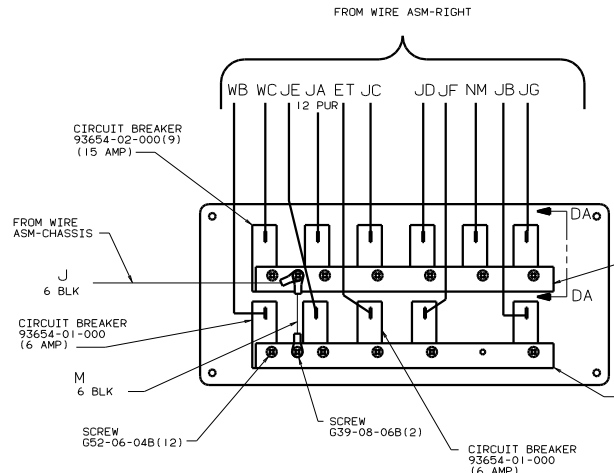 FROM WIRE ASM-RIGHT
WB WC JE JA ET JC JD JF NM JB JG
12 PUR
CIRCUIT BREAKER
93654-02-000(9)
(15 AMP)
DA
FROM WIRE
ASM-CHASSIS
J
6 BLK
DA
CIRCUIT BREAKER
93654-01-000
(6 AMP)
M
6 BLK
SCREW
G52-06-04B(12)
SCREW
G39-08-06B(2)
CIRCUIT BREAKER
93654-01-000
(6 AMP)